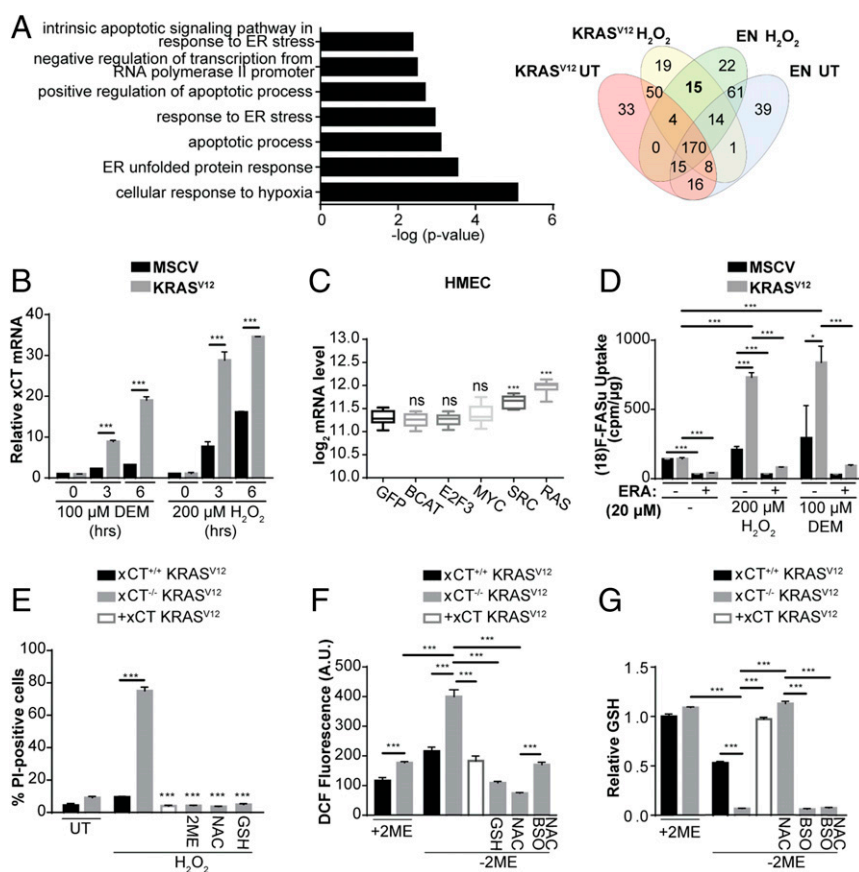 A
intrinsic apoptotic signaling pathway in
response to ER stress
negative regulation of transcription from
RNA polymerase II promoter
positive regulation of apoptotic process
response to ER stress
apoptotic process
ER unfolded protein response
cellular response to hypoxia
0 2 4 6
-log (p-value)
KRASV12 H2O2
EN H2O2
KRASV12 UT
EN UT
19 22
15
50 61
33 39
4 14
0 170 1
15 8
16
B
MSCV
KRASV12
Relative xCT mRNA
40
30
20
10
0
*** *** *** ***
0 3 6 0 3 6
100 µM DEM 200 µM H2O2
(hrs) (hrs)
C
HMEC
log2 mRNA level
13.0
12.5
12.0
11.5
11.0
ns ns ns *** ***
GFP BCAT E2F3 MYC SRC RAS
D
MSCV
KRASV12
(18)F-FASu Uptake
(cpm/µg)
1000
500
0
***
*** *** * ***
*** ***
***
*** ***
ERA: - + - + - +
(20 µM) - 200 µM 100 µM
H2O2 DEM
E
xCT+/+ KRASV12
xCT-/- KRASV12
+xCT KRASV12
% PI-positive cells
100
80
60
40
20
0
***
*** *** *** ***
UT 2ME NAC GSH
H2O2
F
xCT+/+ KRASV12
xCT-/- KRASV12
+xCT KRASV12
DCF Fluorescence (A.U.)
500
400
300
200
100
0
***
*** ***
*** ***
*** ***
+2ME GSH NAC BSO NAC
-2ME
G
xCT+/+ KRASV12
xCT-/- KRASV12
+xCT KRASV12
Relative GSH
1.5
1.0
0.5
0.0
***
*** *** *** ***
***
+2ME NAC BSO BSO NAC
-2ME